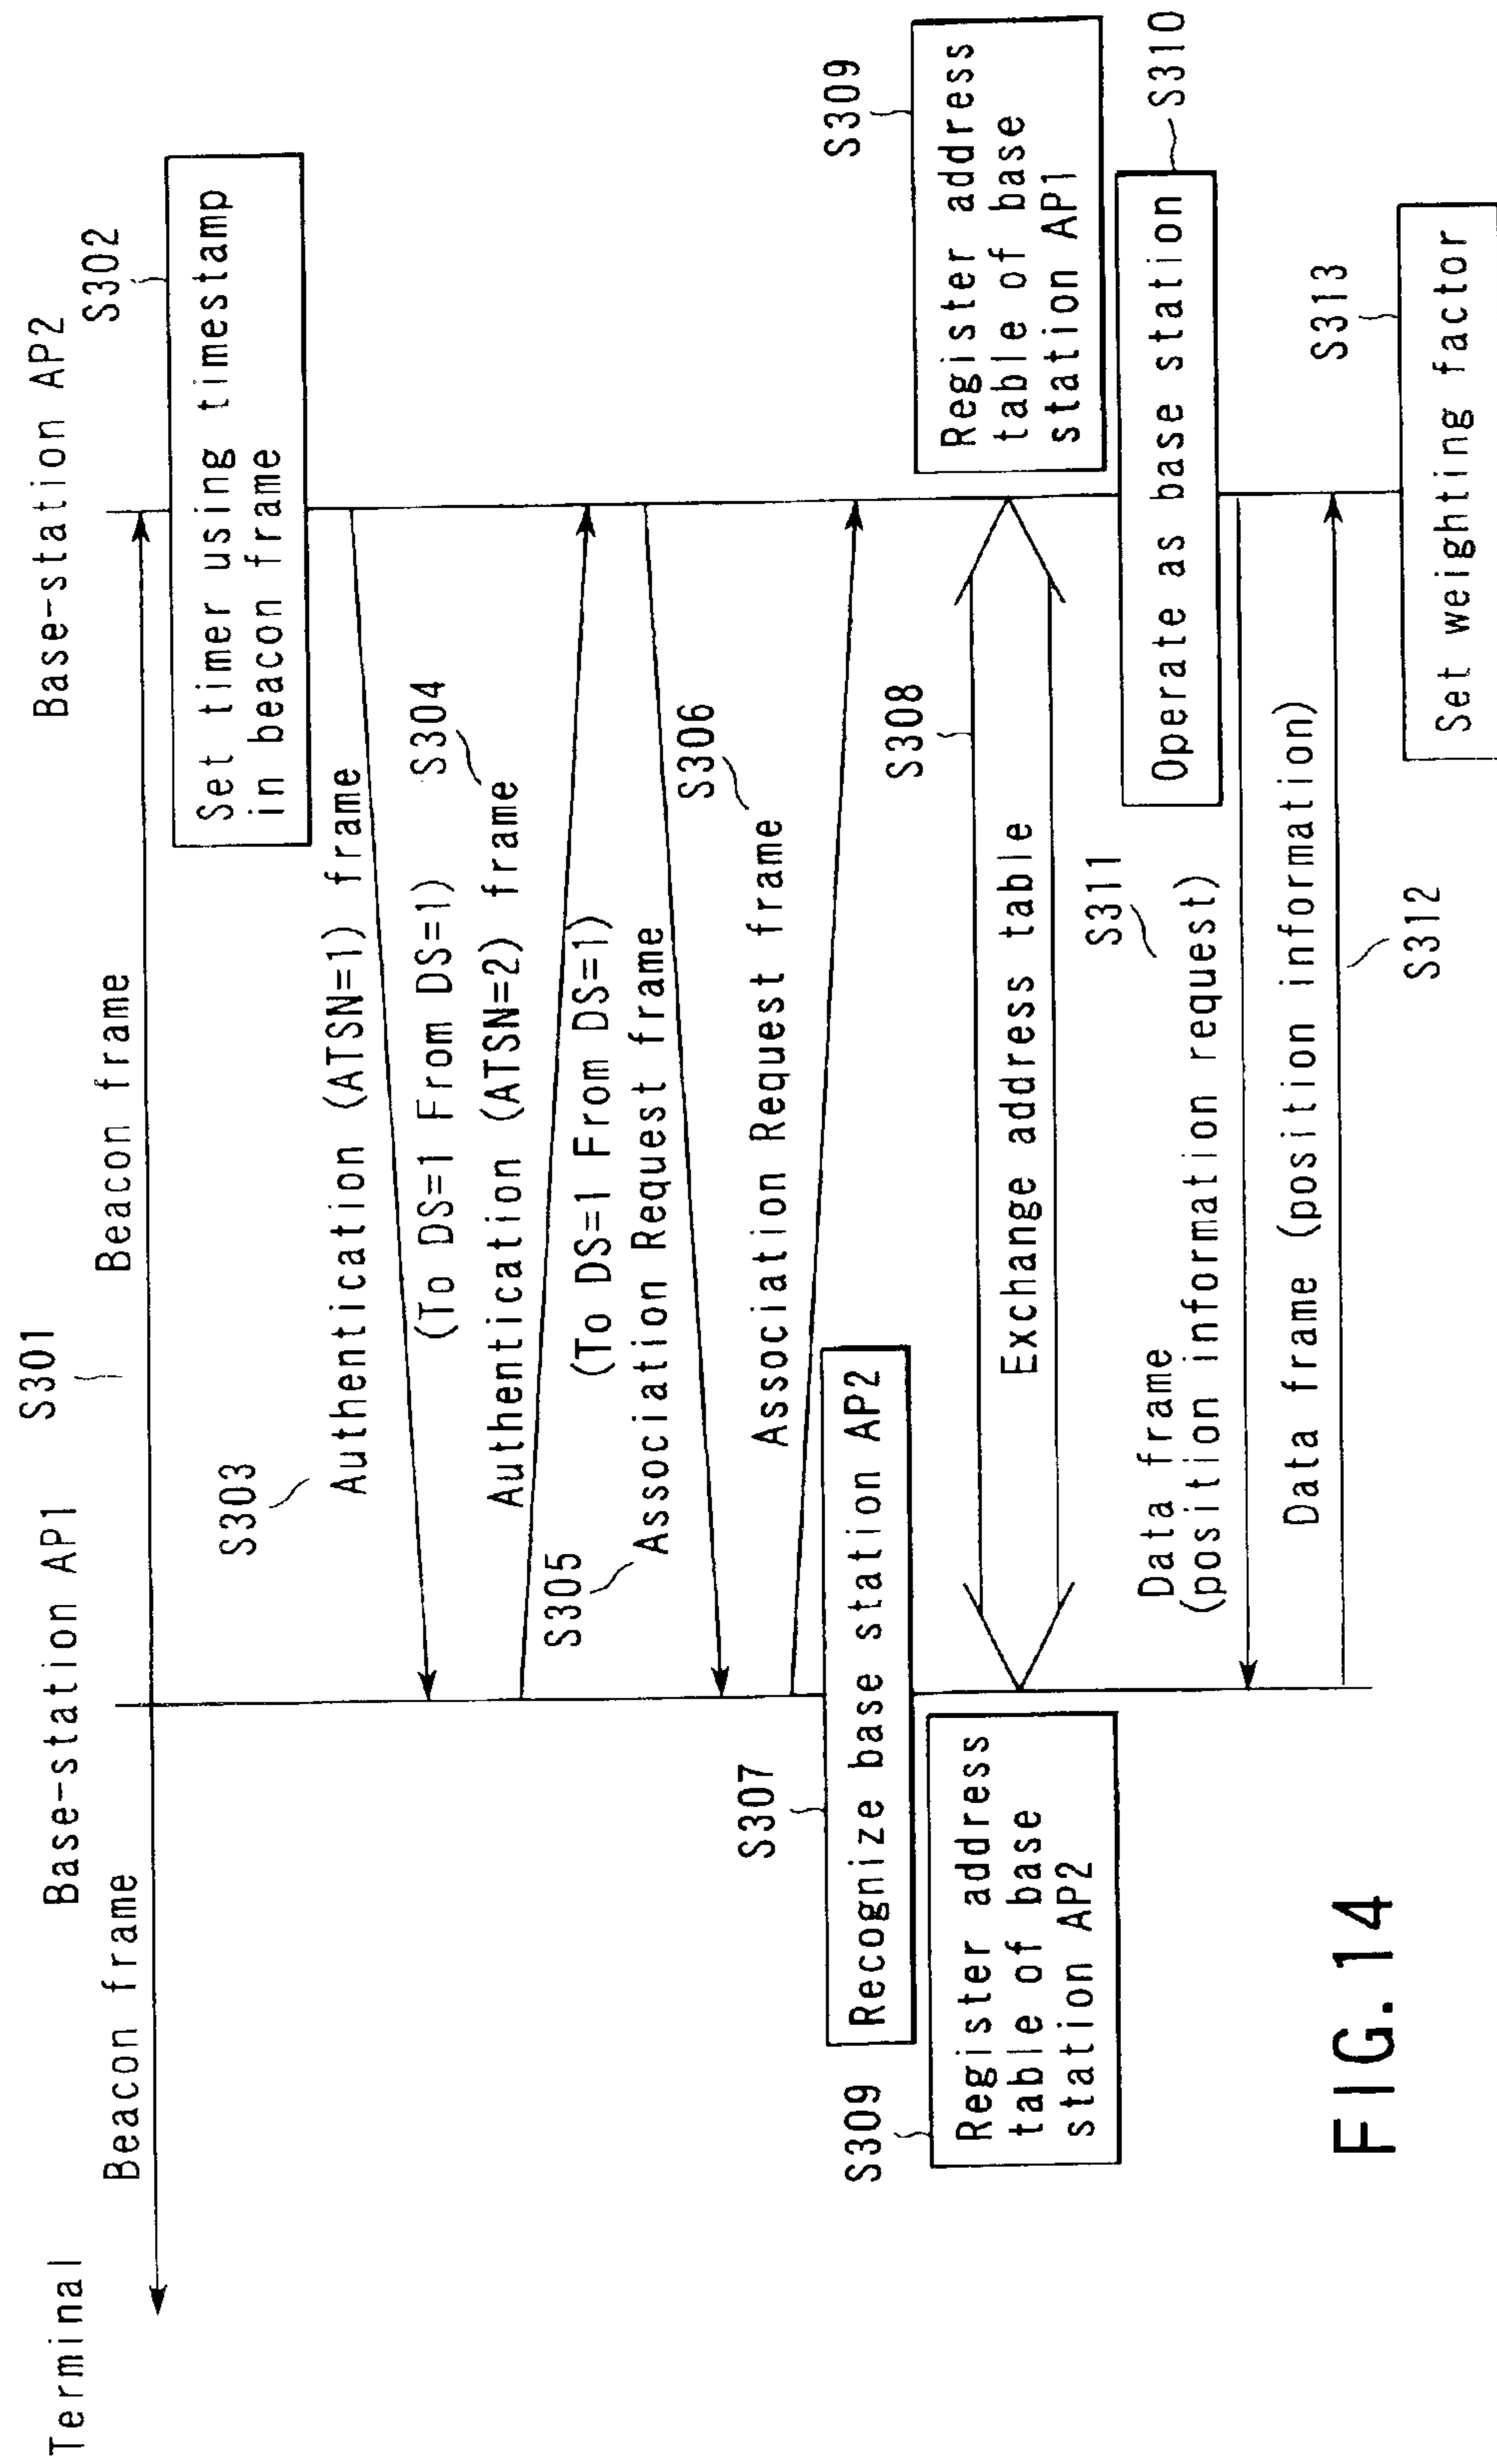 Terminal
Base-station AP1
Base-station AP2
S301
Beacon frame
Beacon frame
S302
Set timer using timestamp
in beacon frame
S303
Authentication (ATSN=1) frame
(To DS=1 From DS=1)
S304
Authentication (ATSN=2) frame
(To DS=1 From DS=1)
S305
Association Request frame
S306
Association Request frame
S307
Recognize base station AP2
S308
Exchange address table
S309
Register address
table of base
station AP2
S309
Register address
table of base
station AP1
Operate as base station
S310
S311
Data frame
(position information request)
Data frame (position information)
S312
S313
Set weighting factor
FIG.14